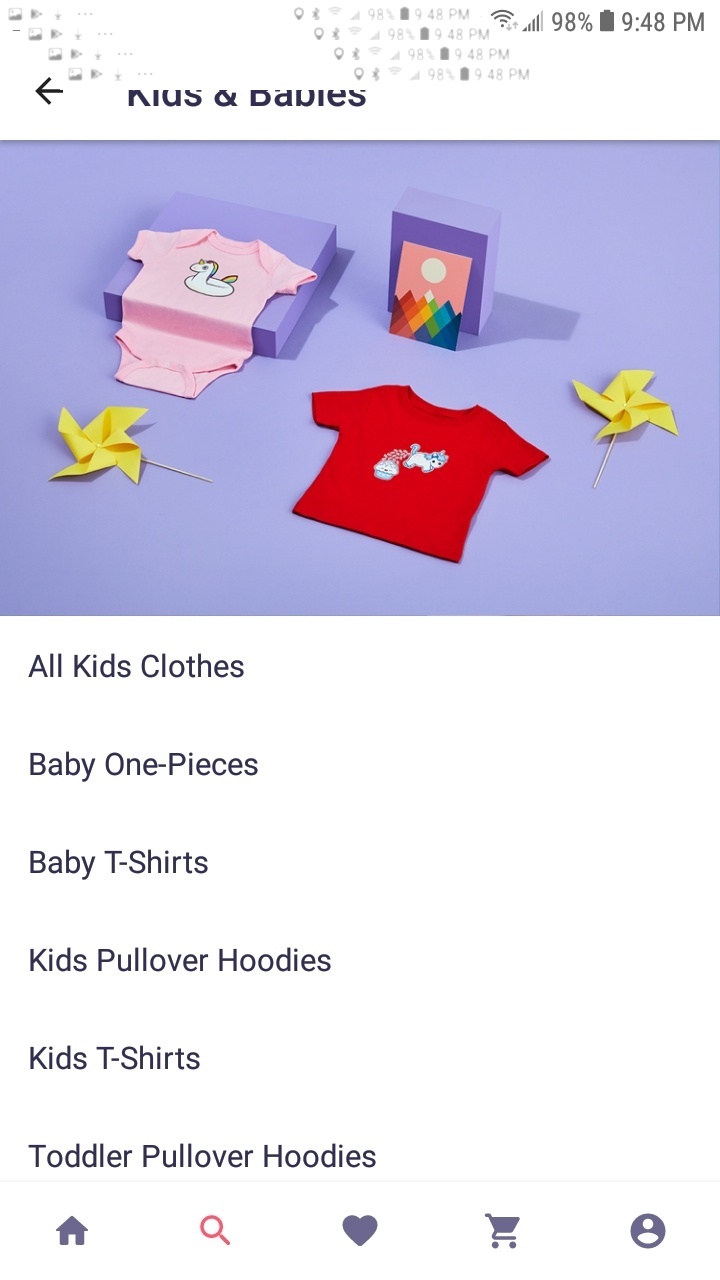 98% 9:48 PM
98% 9 48 PM
98% 9 48 PM
98% 9 48 PM
98% 9 48 PM
Kids & Babies
All Kids Clothes
Baby One-Pieces
Baby T-Shirts
Kids Pullover Hoodies
Kids T-Shirts
Toddler Pullover Hoodies